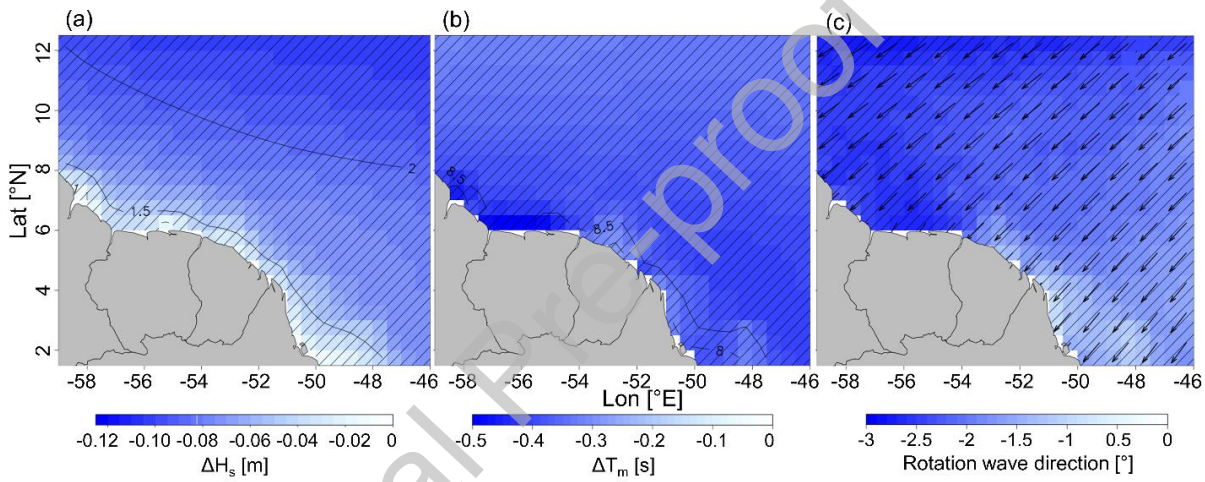 (a)
(b)
(c)
Lat [°N]
12
10
8
6
4
2
2
1.5
1
8.5
8.5
8
-58 -56 -54 -52 -50 -48 -46
-58 -56 -54 -52 -50 -48 -46
-58 -56 -54 -52 -50 -48 -46
Lon [°E]
-0.12 -0.10 -0.08 -0.06 -0.04 -0.02 0
ΔHs [m]
-0.5 -0.4 -0.3 -0.2 -0.1 0
ΔTm [s]
-3 -2.5 -2 -1.5 -1 0.5 0
Rotation wave direction [°]
al Pre-proof